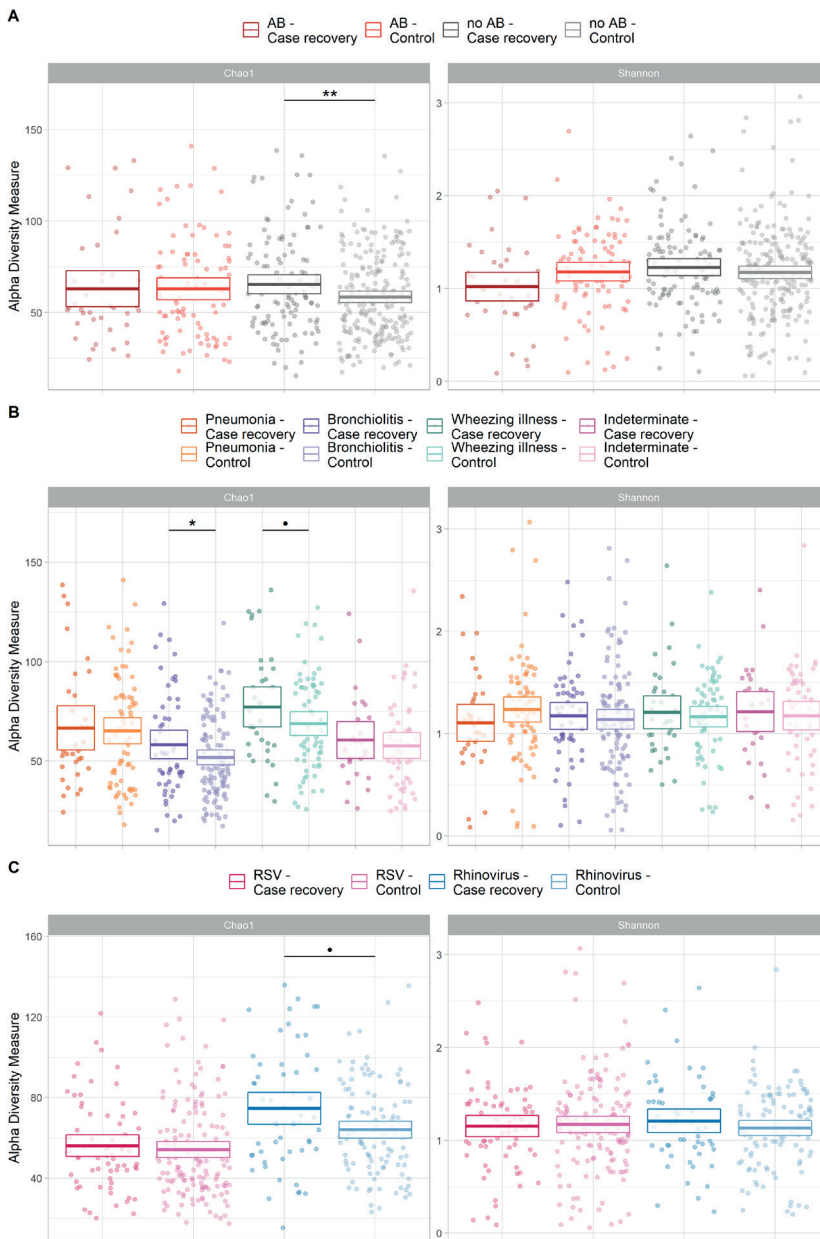 A
AB -
Case recovery
AB -
Control
no AB -
Case recovery
no AB -
Control
Chao1
Shannon
**
Alpha Diversity Measure
150
100
50
3
2
1
0
B
Pneumonia -
Case recovery
Bronchiolitis -
Case recovery
Wheezing illness -
Case recovery
Indeterminate -
Case recovery
Pneumonia -
Control
Bronchiolitis -
Control
Wheezing illness -
Control
Indeterminate -
Control
Chao1
Shannon
*
•
Alpha Diversity Measure
150
100
50
3
2
1
0
C
RSV -
Case recovery
RSV -
Control
Rhinovirus -
Case recovery
Rhinovirus -
Control
Chao1
Shannon
•
Alpha Diversity Measure
160
120
80
40
3
2
1
0